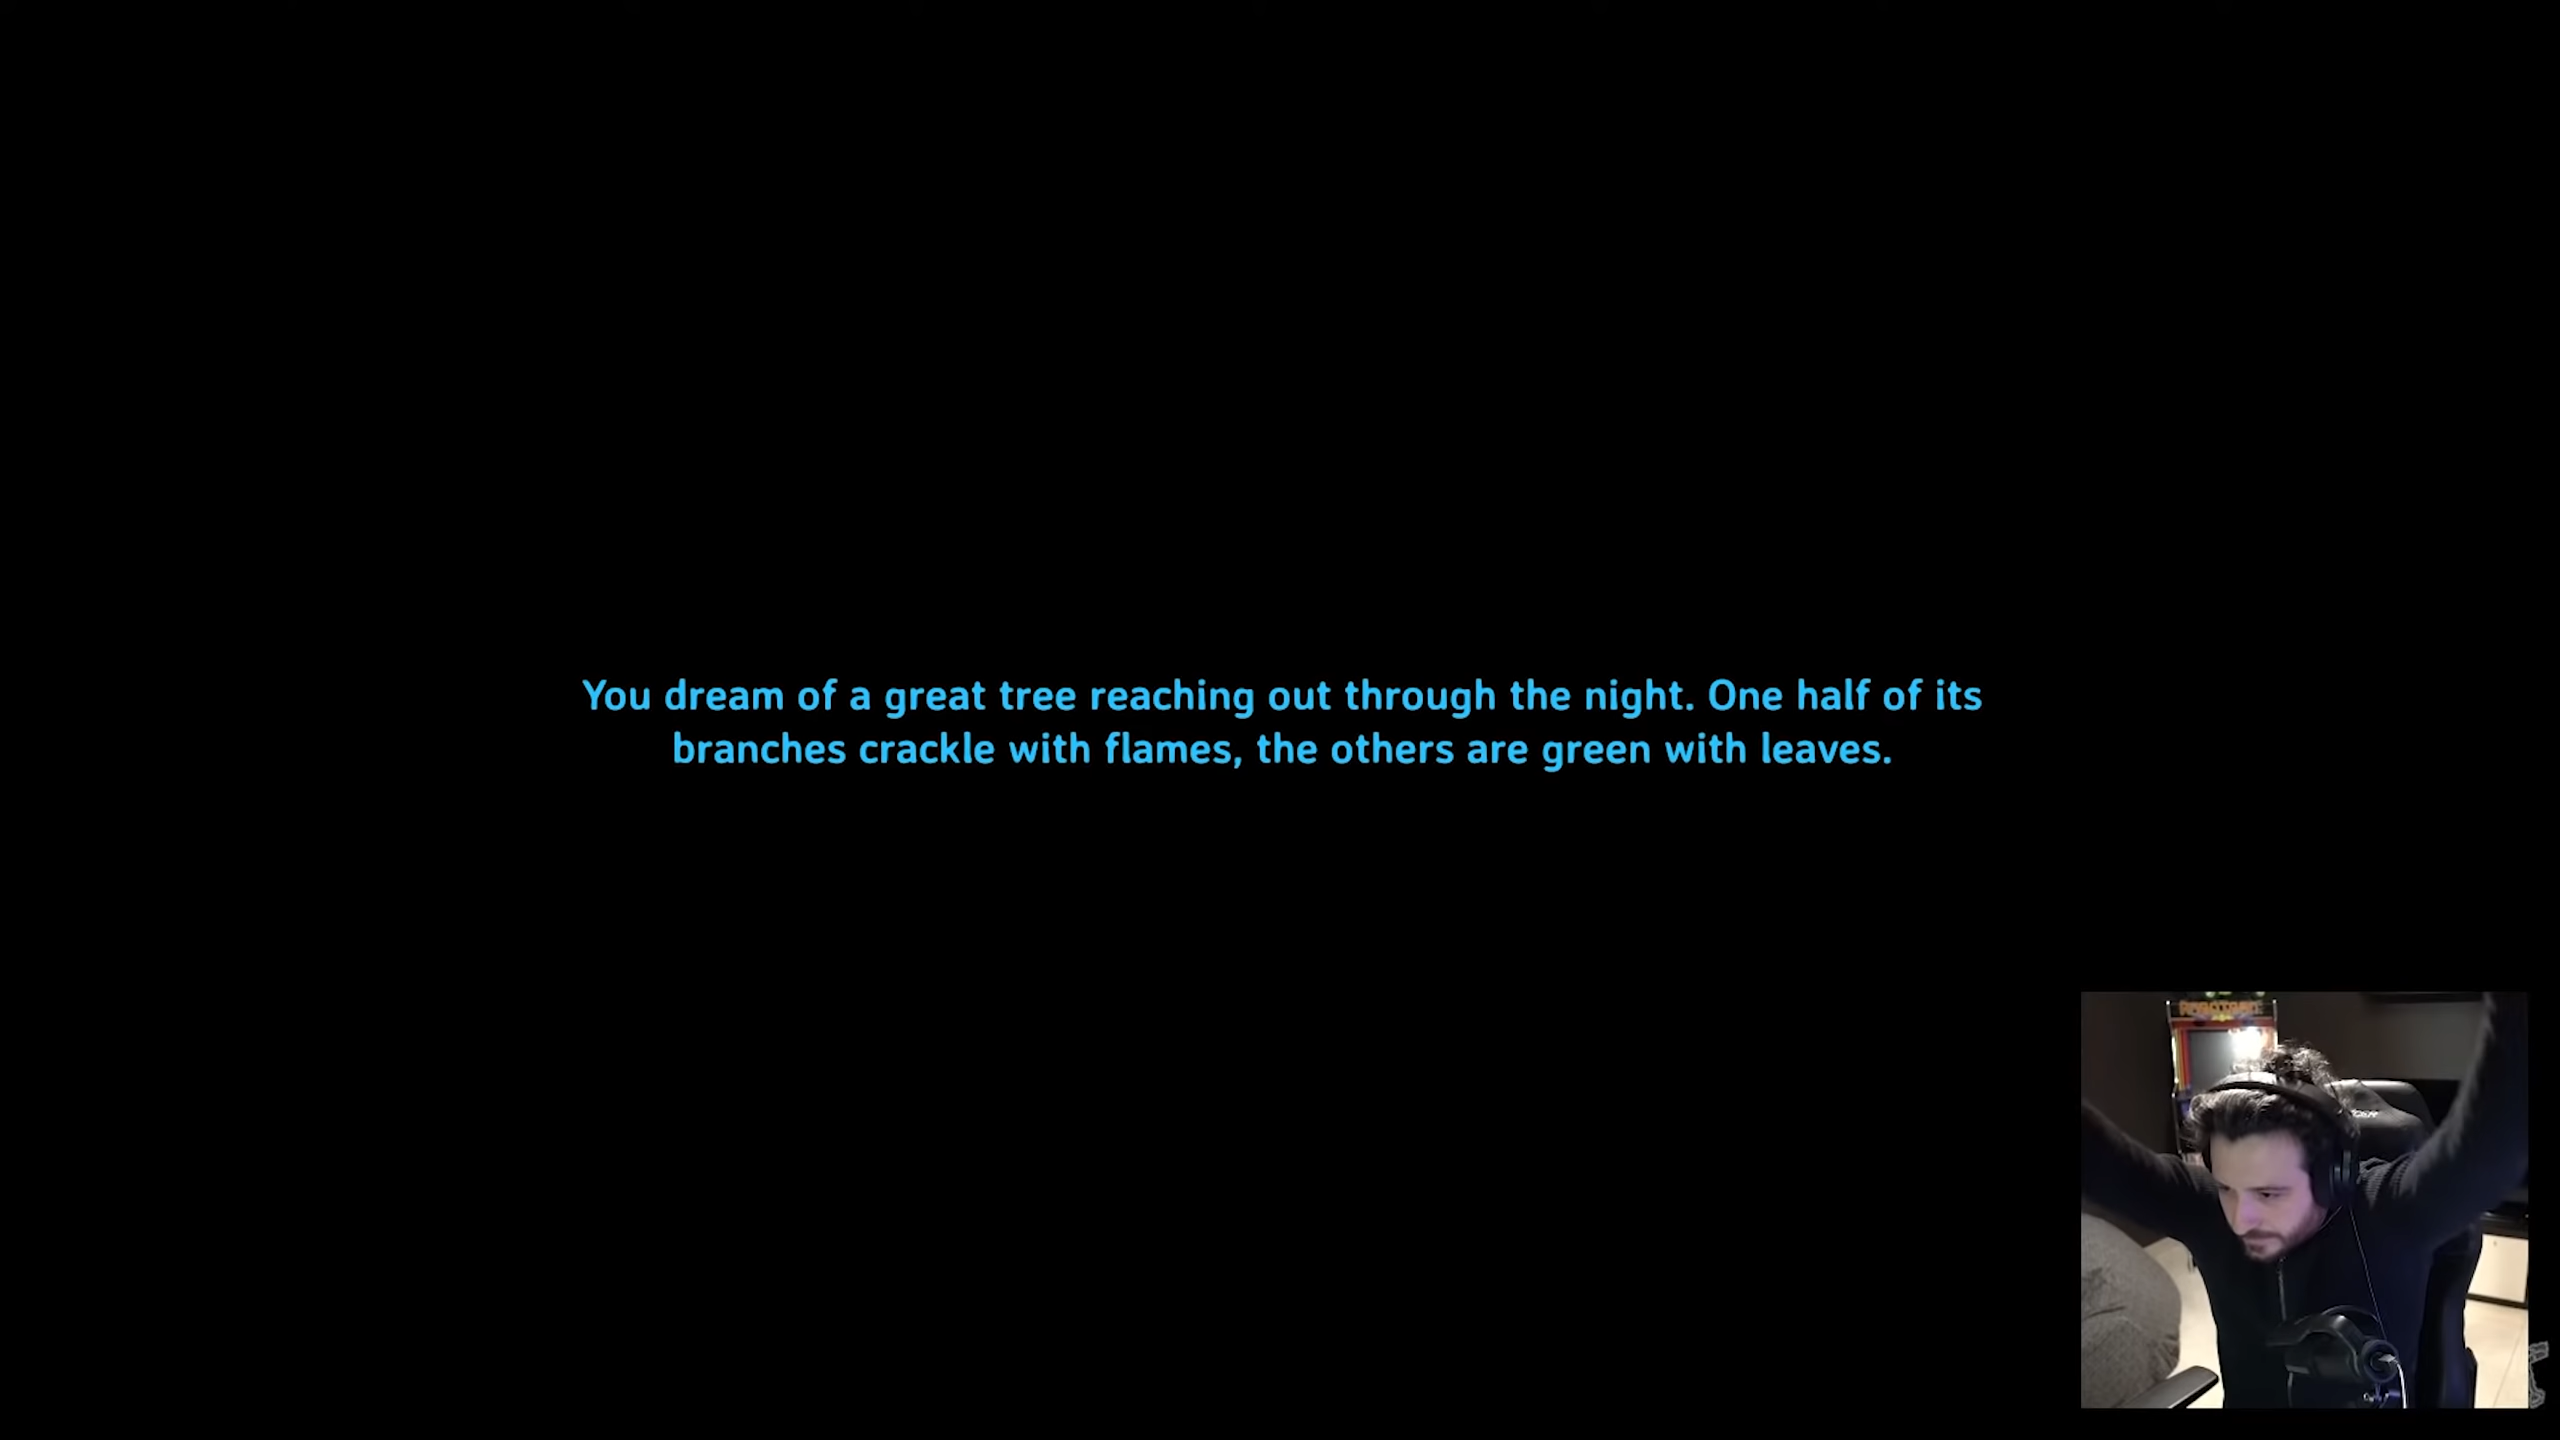 You dream of a great tree reaching out through the night. One half of its
branches crackle with flames, the others are green with leaves.